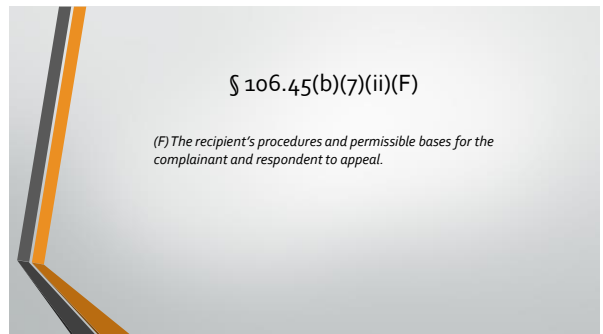 § 106.45(b)(7)(ii)(F)
(F) The recipient's procedures and permissible bases for the
complainant and respondent to appeal.